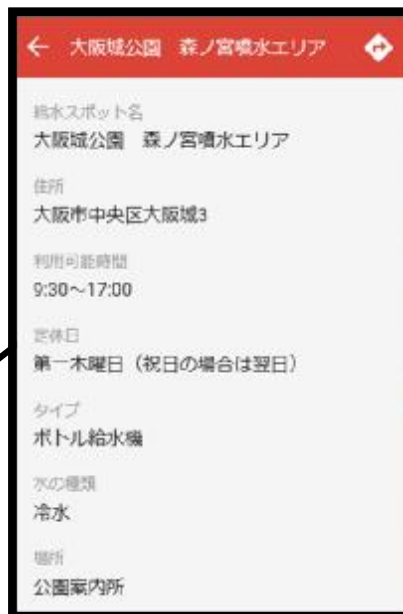 大阪城公園　森ノ宮噴水エリア
給水スポット名
大阪城公園　森ノ宮噴水エリア
住所
大阪市中央区大阪城3
利用可能時間
9:30～17:00
定休日
第一木曜日（祝日の場合は翌日）
タイプ
ボトル給水機
水の種類
冷水
場所
公園案内所